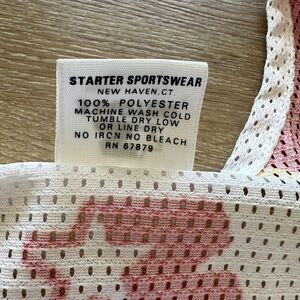 STARTER SPORTSWEAR
NEW HAVEN, CT.
100% POLYESTER
MACHINE WASH COLD
TUMBLE DRY LOW
OR LINE DRY
NO IRON NO BLEACH
RN 67879